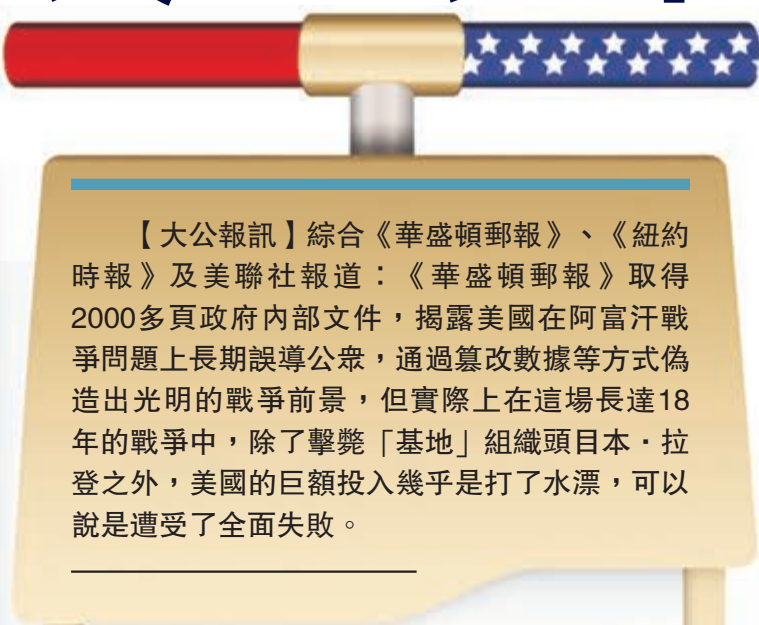 【大公報訊】綜合《華盛頓郵報》、《紐約
時報》及美聯社報道：《華盛頓郵報》取得
2000多頁政府內部文件，揭露美國在阿富汗戰
爭問題上長期誤導公衆，通過篡改數據等方式偽
造出光明的戰爭前景，但實際上在這場長達18
年的戰爭中，除了擊斃「基地」組織頭目本·拉
登之外，美國的巨額投入幾乎是打了水漂，可以
說是遭受了全面失敗。